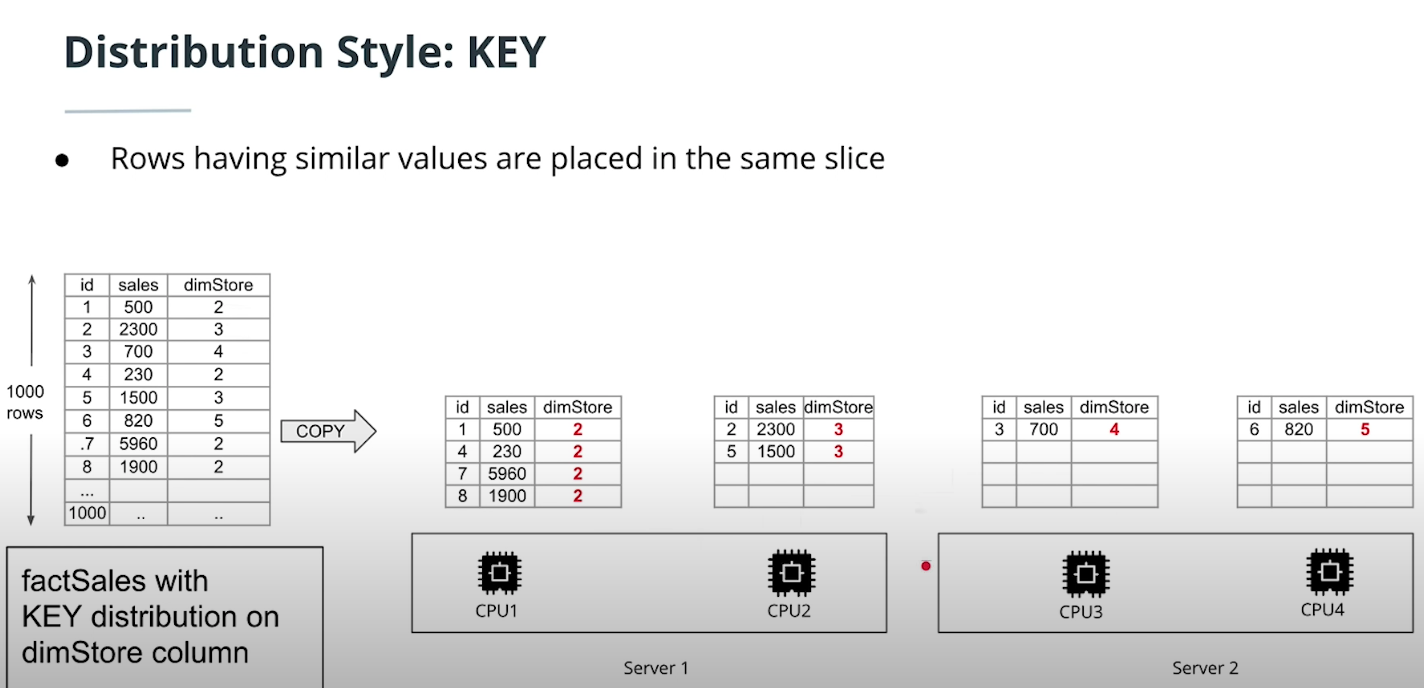 Distribution Style: KEY
● Rows having similar values are placed in the same slice
1000
rows
id sales dimStore
1 500 2
2 2300 3
3 700 4
4 230 2
5 1500 3
6 820 5
.7 5960 2
8 1900 2
...
1000 .. ..
COPY
id sales dimStore
1 500 2
4 230 2
7 5960 2
8 1900 2
id sales dimStore
2 2300 3
5 1500 3
id sales dimStore
3 700 4
id sales dimStore
6 820 5
factSales with
KEY distribution on
dimStore column
CPU1
CPU2
Server 1
CPU3
CPU4
Server 2